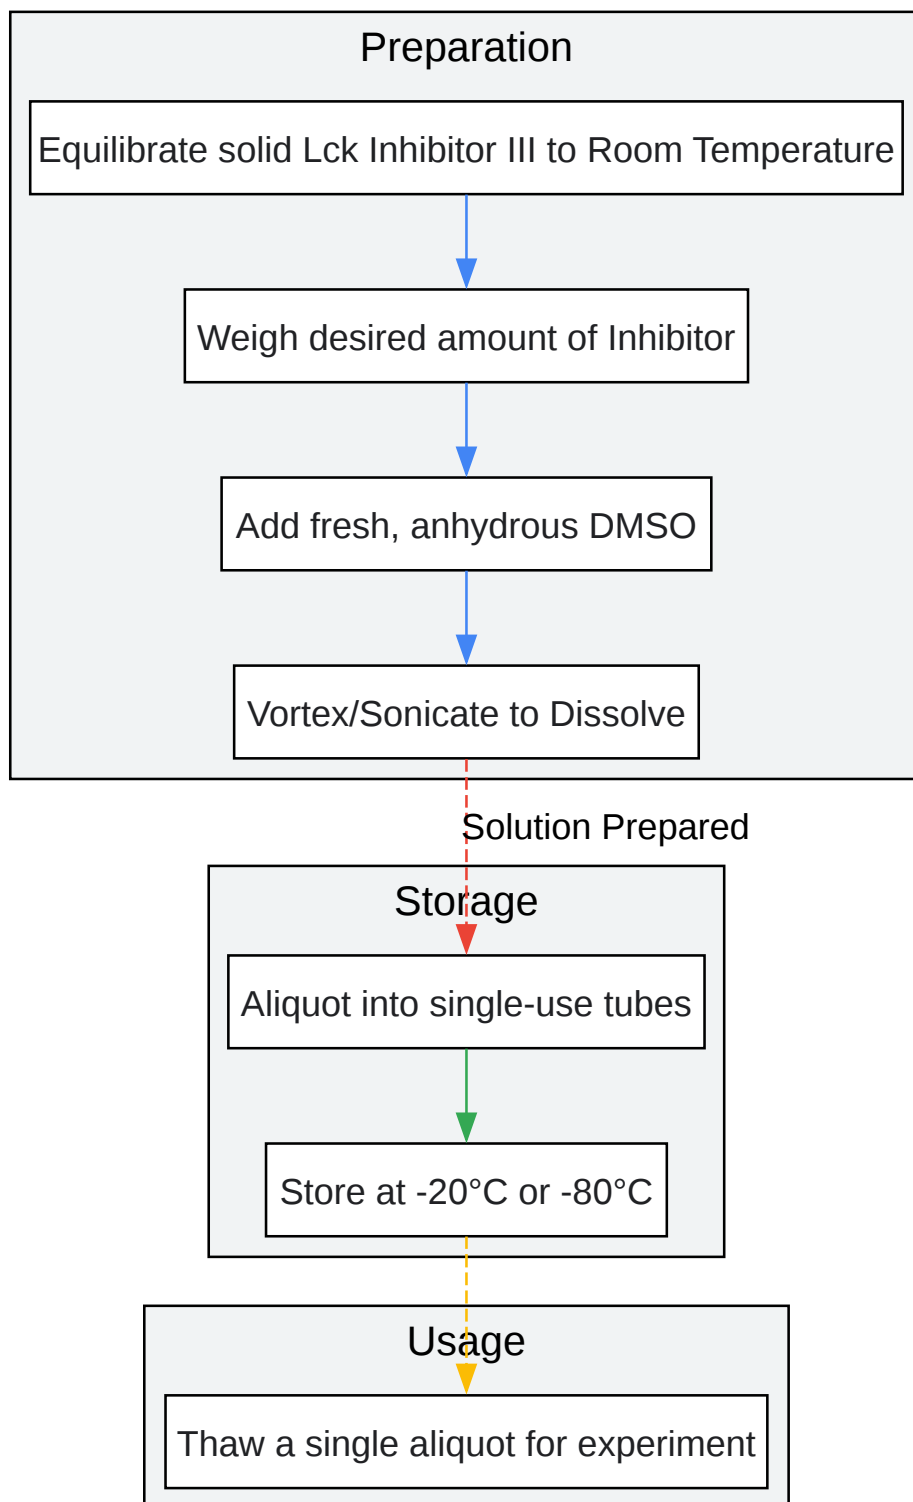 Preparation
Equilibrate solid Lck Inhibitor III to Room Temperature
Weigh desired amount of Inhibitor
Add fresh, anhydrous DMSO
Vortex/Sonicate to Dissolve
Solution Prepared
Storage
Aliquot into single-use tubes
Store at -20°C or -80°C
Usage
Thaw a single aliquot for experiment